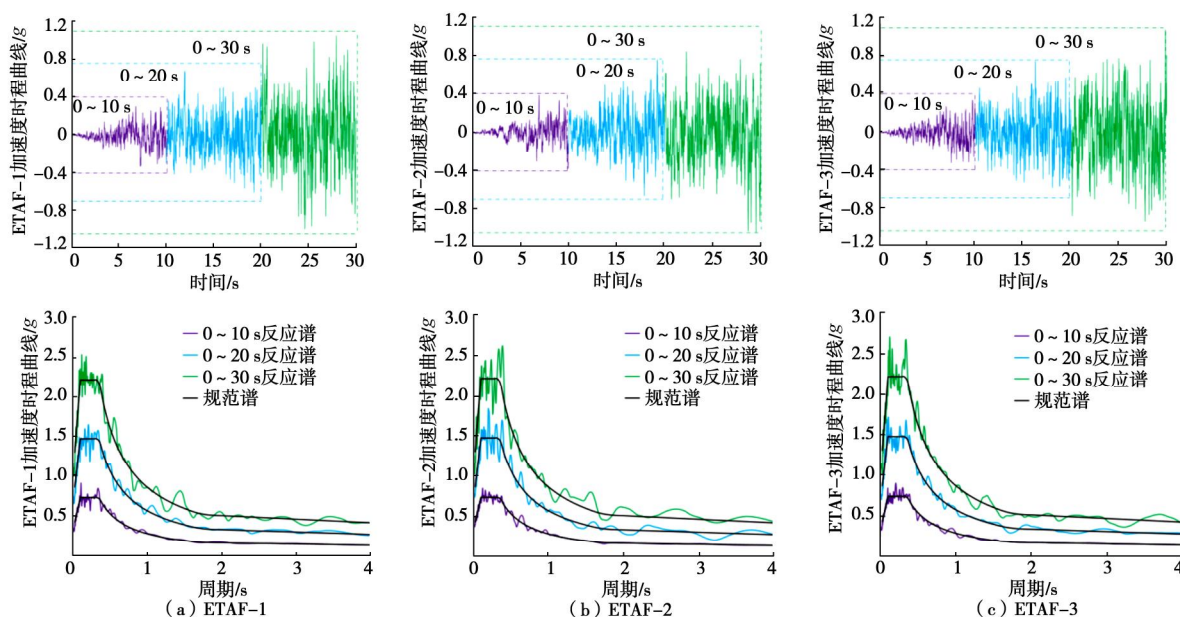 ETAF-1加速度时程曲线/g
1.2
0.8
0.4
0
-0.4
-0.8
-1.2
0~30 s
0~20 s
0~10 s
0 5 10 15 20 25 30
时间/s
ETAF-2加速度时程曲线/g
1.2
0.8
0.4
0
-0.4
-0.8
-1.2
0~30 s
0~20 s
0~10 s
0 5 10 15 20 25 30
时间/s
ETAF-3加速度时程曲线/g
1.2
0.8
0.4
0
-0.4
-0.8
-1.2
0~30 s
0~20 s
0~10 s
0 5 10 15 20 25 30
时间/s
ETAF-1加速度时程曲线/g
3.0
2.5
2.0
1.5
1.0
0.5
0~10 s反应谱
0~20 s反应谱
0~30 s反应谱
规范谱
0 1 2 3 4
周期/s
(a) ETAF-1
ETAF-2加速度时程曲线/g
3.0
2.5
2.0
1.5
1.0
0.5
0~10 s反应谱
0~20 s反应谱
0~30 s反应谱
规范谱
0 1 2 3 4
周期/s
(b) ETAF-2
ETAF-3加速度时程曲线/g
3.0
2.5
2.0
1.5
1.0
0.5
0~10 s反应谱
0~20 s反应谱
0~30 s反应谱
规范谱
0 1 2 3 4
周期/s
(c) ETAF-3